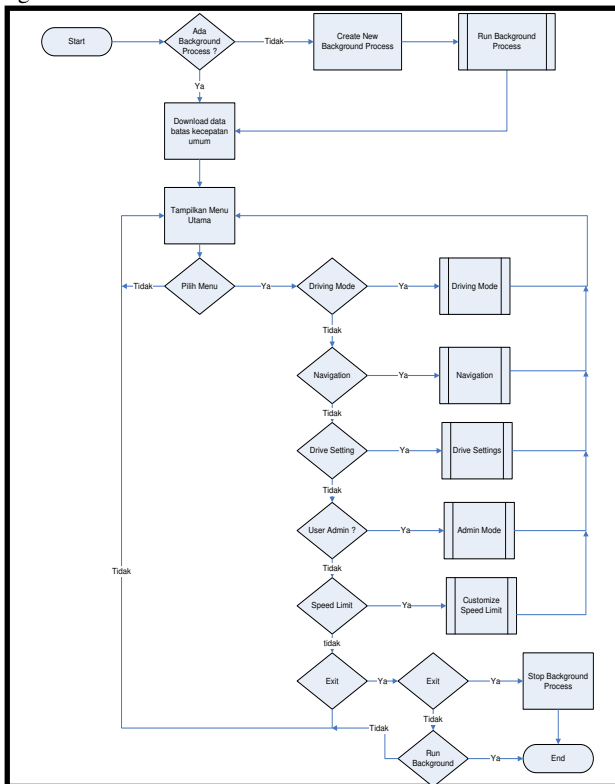 Start
Ada
Background
Process ?
Tidak
Create New
Background Process
Run Background
Process
Ya
Download data
batas kecepatan
umum
Tampilkan Menu
Utama
Tidak
Pilih Menu
Ya
Driving Mode
Ya
Driving Mode
Tidak
Navigation
Ya
Navigation
Tidak
Drive Setting
Ya
Drive Settings
Tidak
User Admin ?
Ya
Admin Mode
Tidak
Tidak
Speed Limit
Ya
Customize
Speed Limit
tidak
Exit
Ya
Exit
Ya
Stop Background
Process
Tidak
Tidak
Run
Background
Ya
End